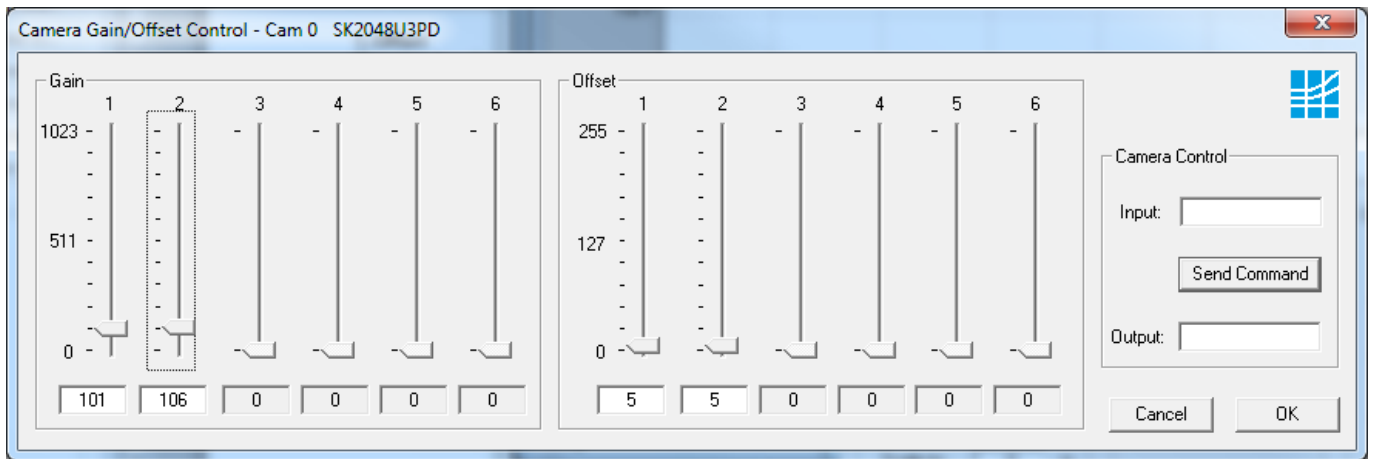 Camera Gain/Offset Control - Cam 0 SK2048U3PD
Gain
1 2 3 4 5 6
1023
511
0
101 106 0 0 0 0
Offset
1 2 3 4 5 6
255
127
0
5 5 0 0 0 0
Camera Control
Input:
Send Command
Output:
Cancel OK